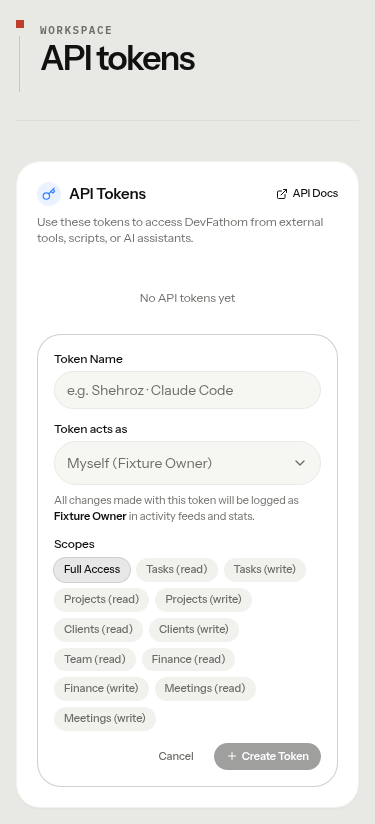 WORKSPACE
API tokens
API Tokens
API Docs
Use these tokens to access DevFathom from external
tools, scripts, or AI assistants.
No API tokens yet
Token Name
e.g. Shehroz · Claude Code
Token acts as
Myself (Fixture Owner)
All changes made with this token will be logged as
Fixture Owner in activity feeds and stats.
Scopes
Full Access Tasks (read) Tasks (write)
Projects (read) Projects (write)
Clients (read) Clients (write)
Team (read) Finance (read)
Finance (write) Meetings (read)
Meetings (write)
Cancel + Create Token